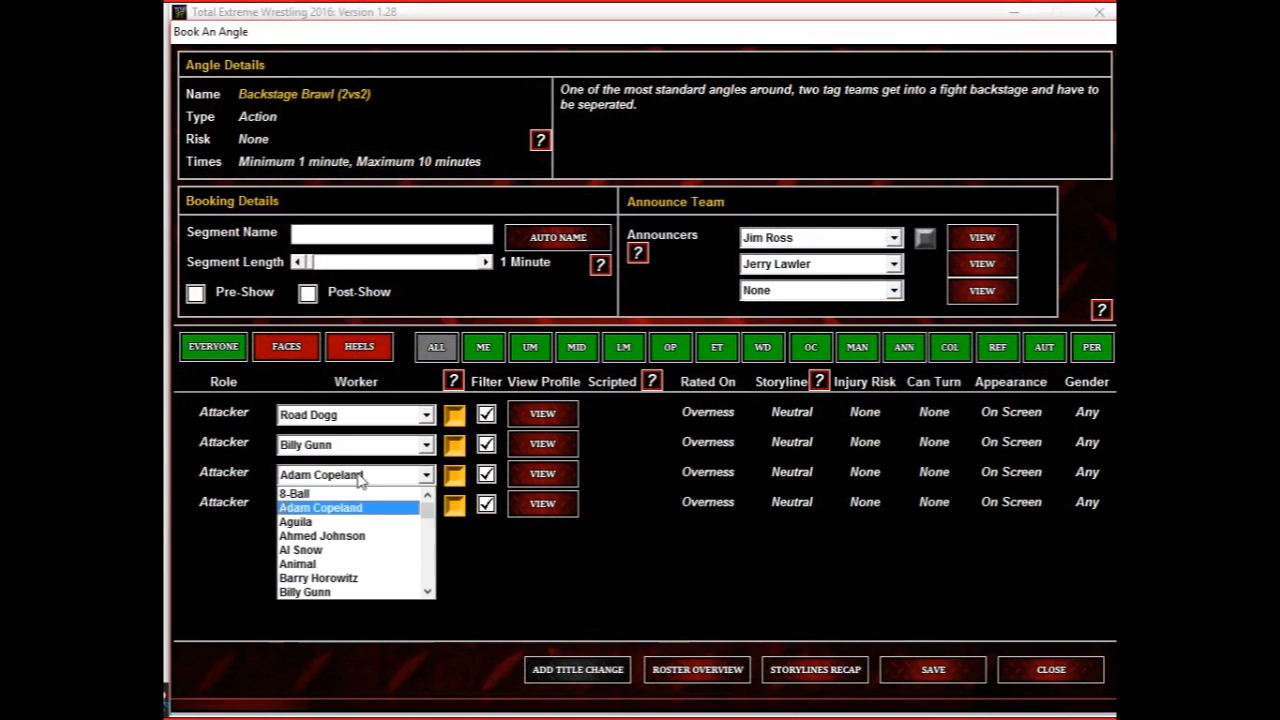 Total Extreme Wrestling 2016: Version 1.28
Book An Angle
Angle Details
Name Backstage Brawl (2vs2)
Type Action
Risk None
Times Minimum 1 minute, Maximum 10 minutes
?
One of the most standard angles around, two tag teams get into a fight backstage and have to
be seperated.
Booking Details
Segment Name AUTO NAME
Segment Length 1 Minute ?
Pre-Show Post-Show
Announce Team
Announcers Jim Ross VIEW
? Jerry Lawler VIEW
None VIEW
?
EVERYONE FACES HEELS ALL ME UM MID LM OP ET WD OC MAN ANN COL REF AUT PER
Role Worker ? Filter View Profile Scripted ? Rated On Storyline ? Injury Risk Can Turn Appearance Gender
Attacker Road Dogg VIEW Overness Neutral None None On Screen Any
Attacker Billy Gunn VIEW Overness Neutral None None On Screen Any
Attacker Adam Copeland VIEW Overness Neutral None None On Screen Any
Attacker VIEW Overness Neutral None None On Screen Any
8-Ball
Adam Copeland
Aguila
Ahmed Johnson
Al Snow
Animal
Barry Horowitz
Billy Gunn
ADD TITLE CHANGE ROSTER OVERVIEW STORYLINES RECAP SAVE CLOSE